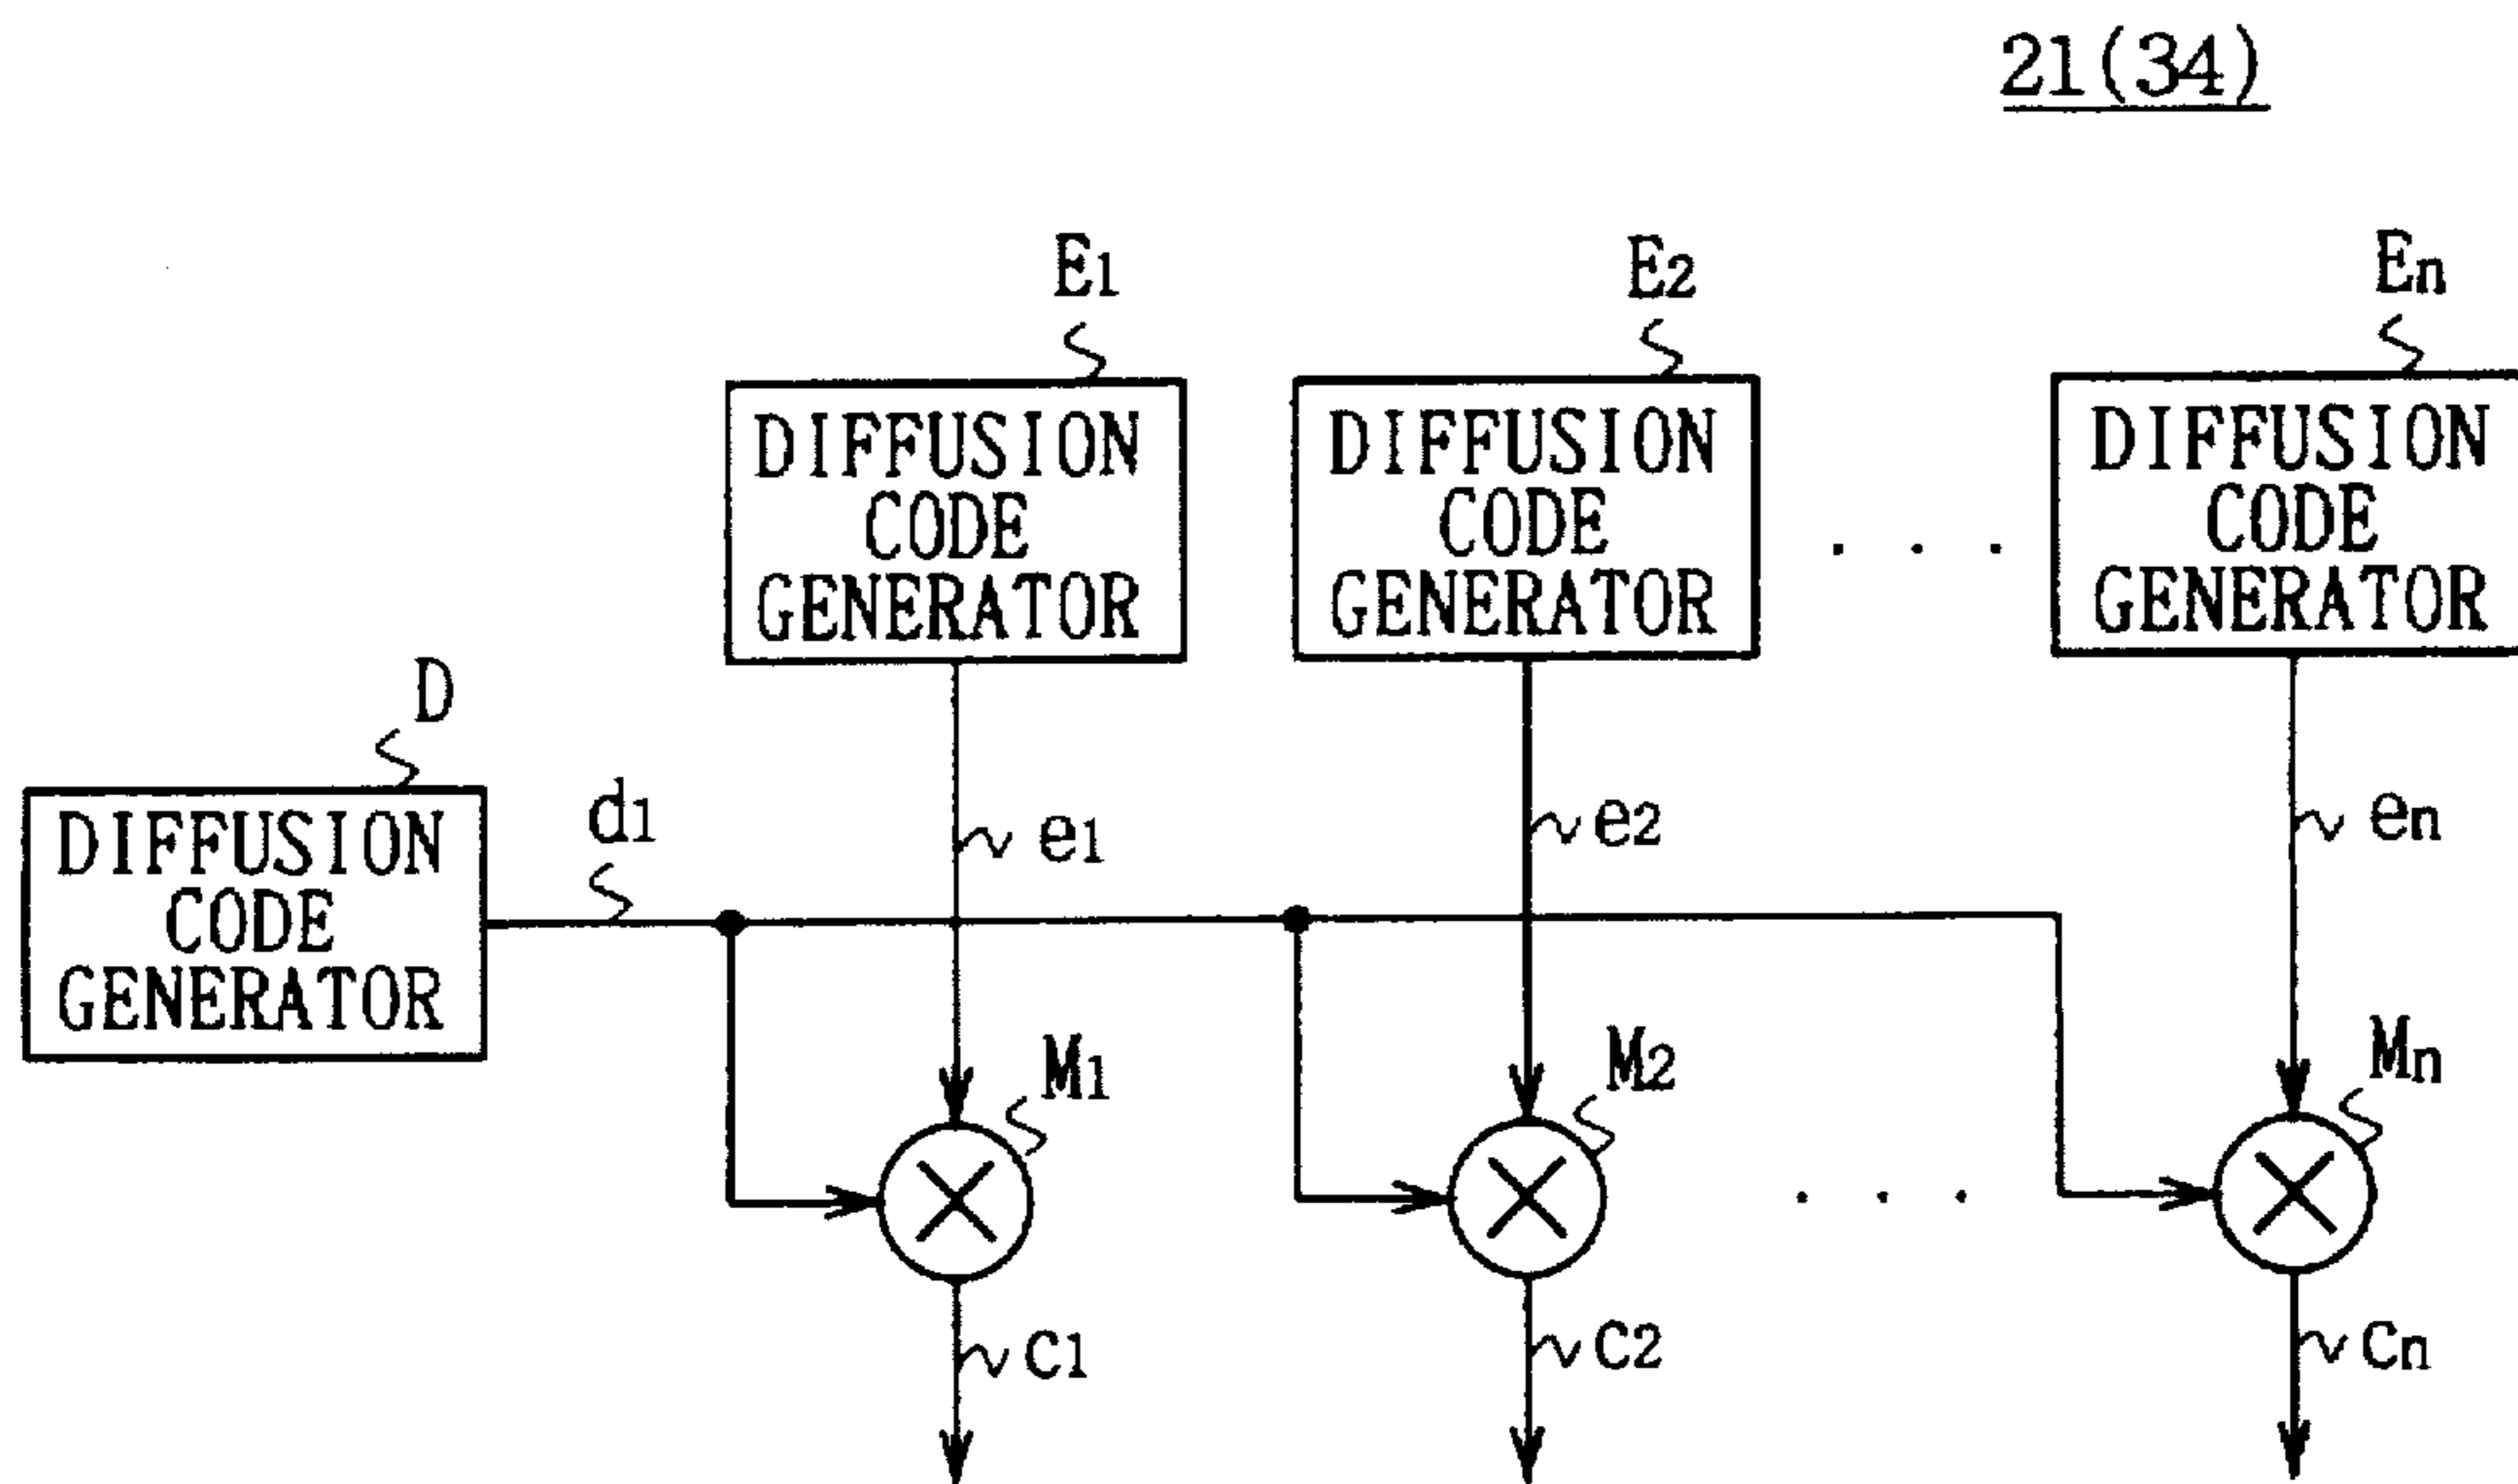 21(34)
E1
E2
En
DIFFUSION
CODE
GENERATOR
DIFFUSION
CODE
GENERATOR
. . .
DIFFUSION
CODE
GENERATOR
D
DIFFUSION
CODE
GENERATOR
d1
e1
e2
en
M1
M2
. . .
Mn
C1
C2
Cn